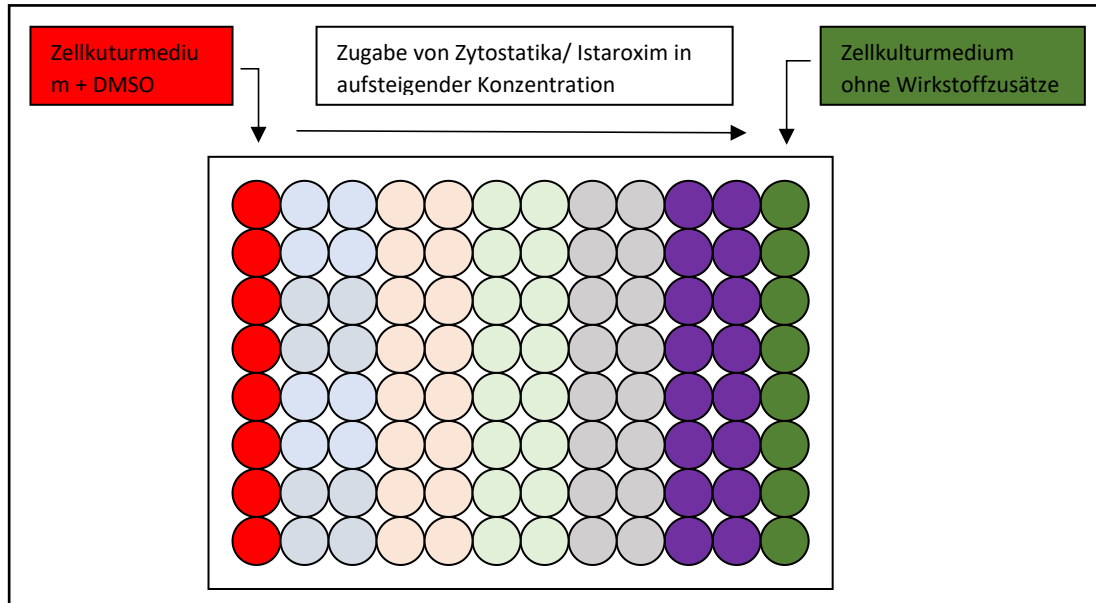 Zellkuturmediu
m + DMSO
Zugabe von Zytostatika/ Istaroxim in
aufsteigender Konzentration
Zellkulturmedium
ohne Wirkstoffzusätze